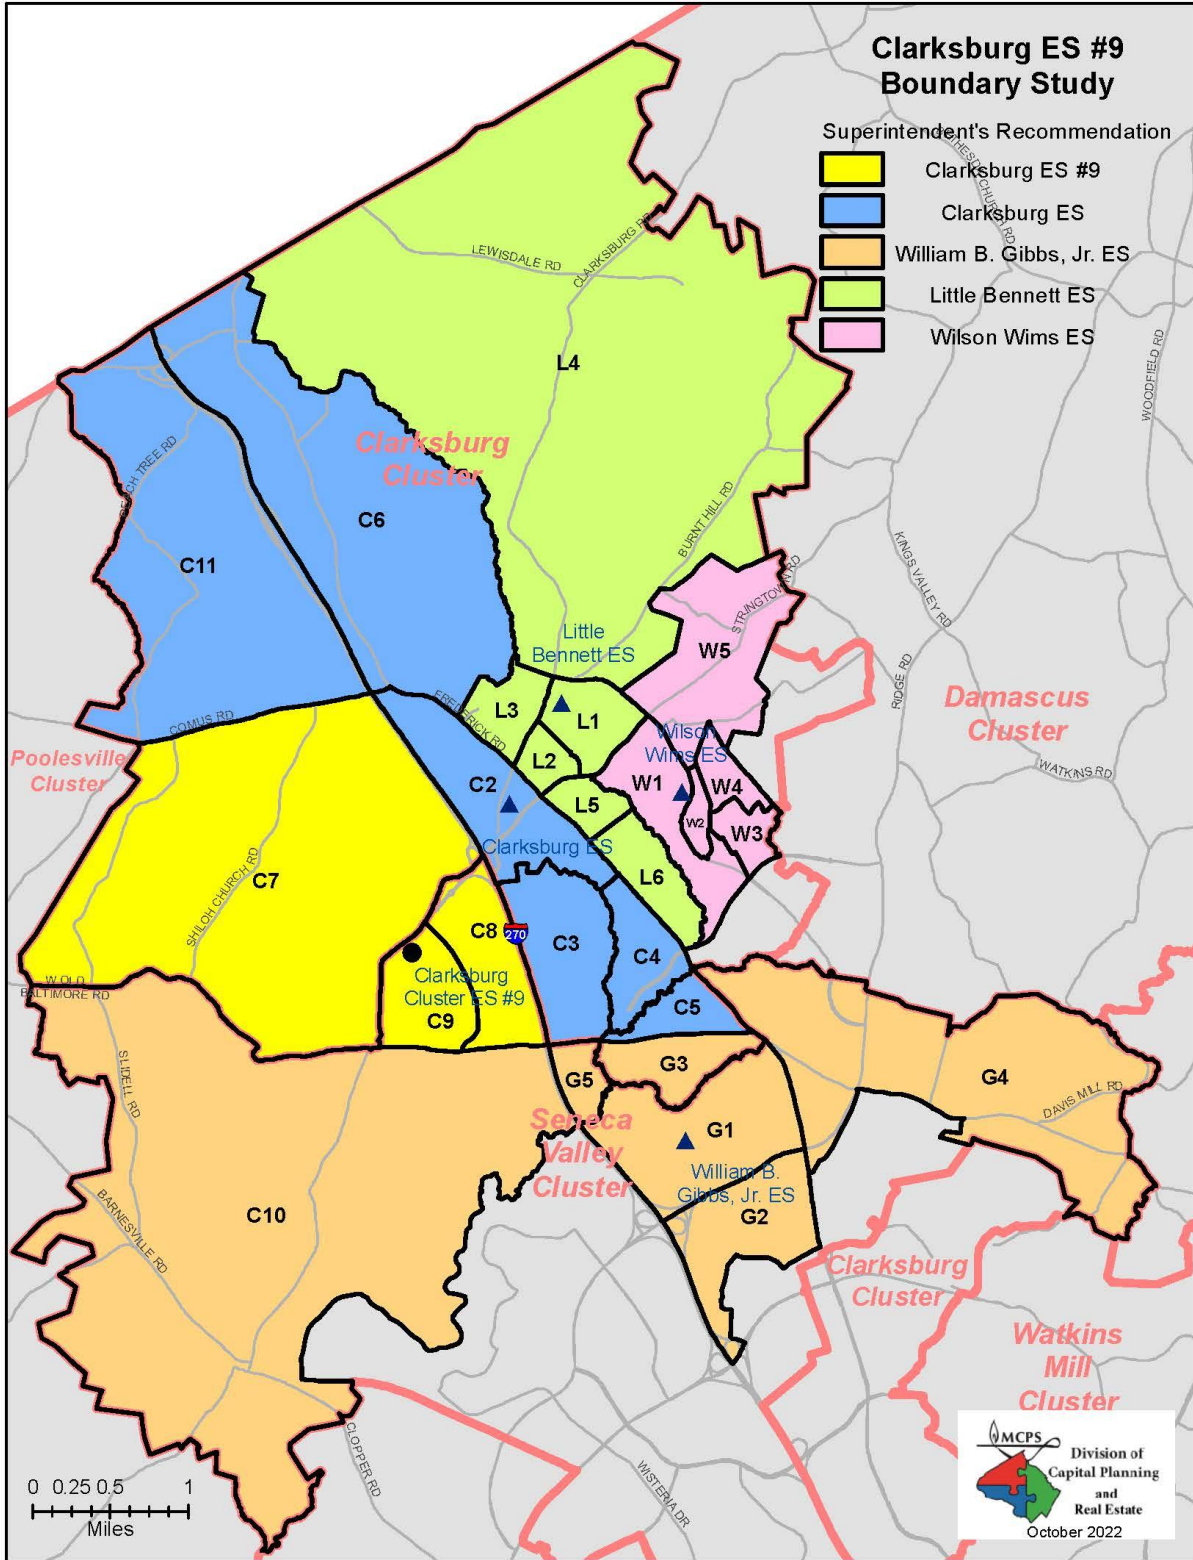 Clarksburg ES #9
Boundary Study
Superintendent's Recommendation
Clarksburg ES #9
Clarksburg ES
William B. Gibbs, Jr. ES
Little Bennett ES
Wilson Wims ES
BETHESDA CHURCH RD
CLARKSBURG RD
LEWISDALE RD
L4
WOODFIELD RD
Clarksburg
Cluster
PEACH TREE RD
C6
BURNT HILL RD
C11
KINGS VALLEY RD
STRINGTOWN RD
Little
Bennett ES
W5
RIDGE RD
Damascus
Cluster
L3
L1
FREDERICK RD
COMUS RD
Wilson
Wims ES
Poolesville
Cluster
L2
WATKINS RD
C2
W1
W4
L5
W2
W3
Clarksburg ES
SHILOH CHURCH RD
C7
L6
C8
270
C3
C4
Clarksburg
Cluster ES #9
W OLD
BALTIMORE RD
C5
C9
G3
G5
G4
SLIDELL RD
DAVIS MILL RD
Seneca
Valley
Cluster
G1
William B.
Gibbs, Jr. ES
BARNESVILLE RD
C10
G2
Clarksburg
Cluster
Watkins
Mill
Cluster
CLOPPER RD
WISTERIA DR
0 0.25 0.5 1
Miles
MCPS
Division of
Capital Planning
and
Real Estate
October 2022